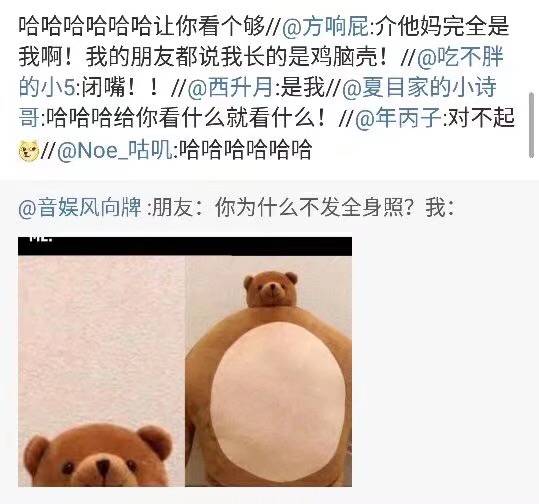 哈哈哈哈哈哈让你看个够//@方响屁:介他妈完全是
我啊！我的朋友都说我长的是鸡脑壳！//@吃不胖
的小5:闭嘴！！//@西升月:是我//@夏目家的小诗
哥:哈哈哈给你看什么就看什么！//@年丙子:对不起
//@Noe_咕叽:哈哈哈哈哈哈
@音娱风向牌:朋友：你为什么不发全身照？我：
ME: